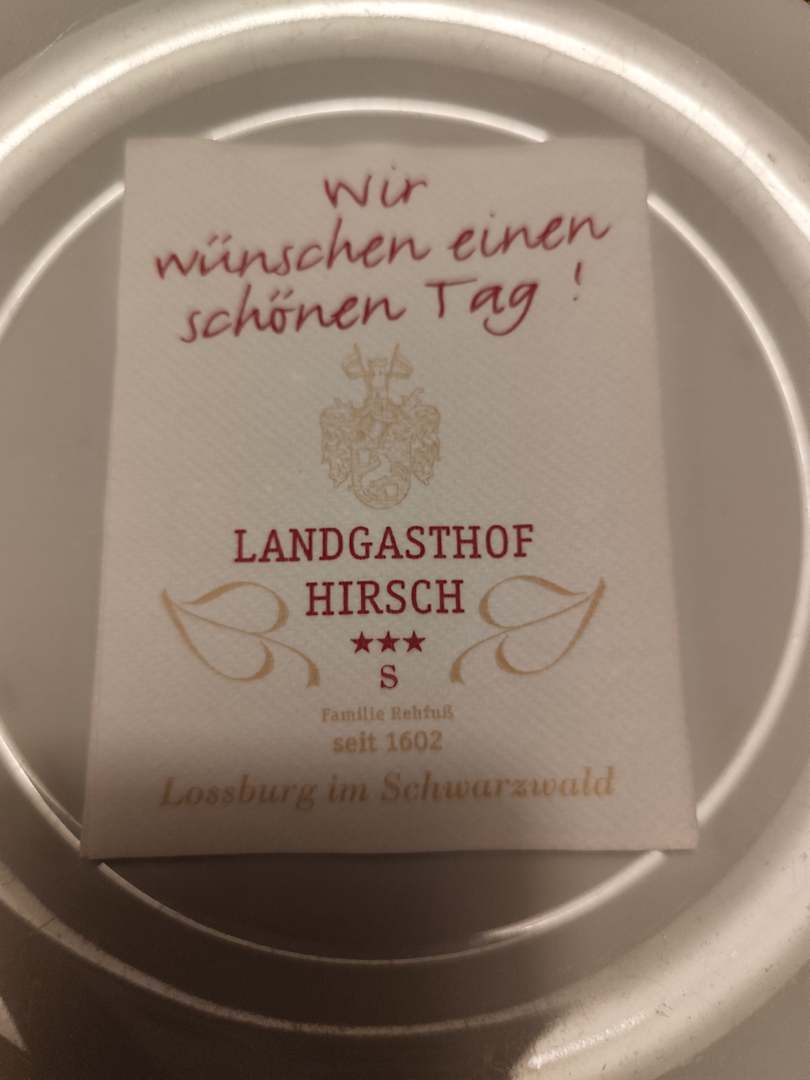 Wir
wünschen einen
schönen Tag !
LANDGASTHOF
HIRSCH
★★★
S
Familie Rehfuß
seit 1602
Lossburg im Schwarzwald